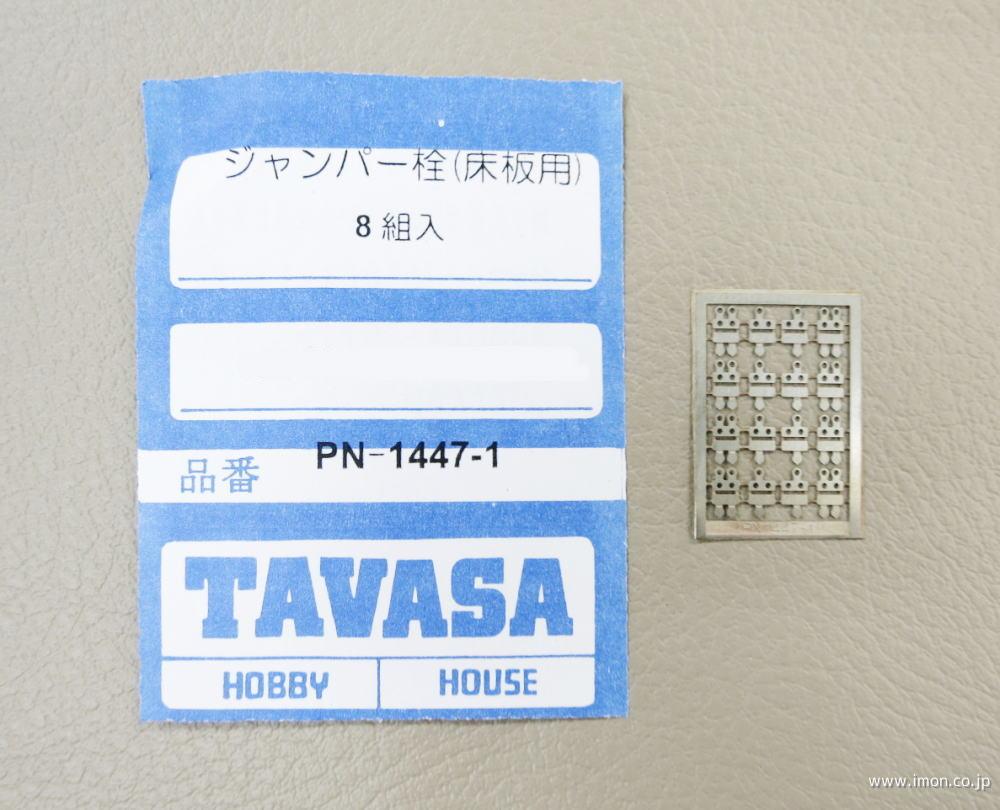 ジャンパー栓(床板用)
8組入
品番 PN-1447-1
TAVASA
HOBBY HOUSE
www.imon.co.jp